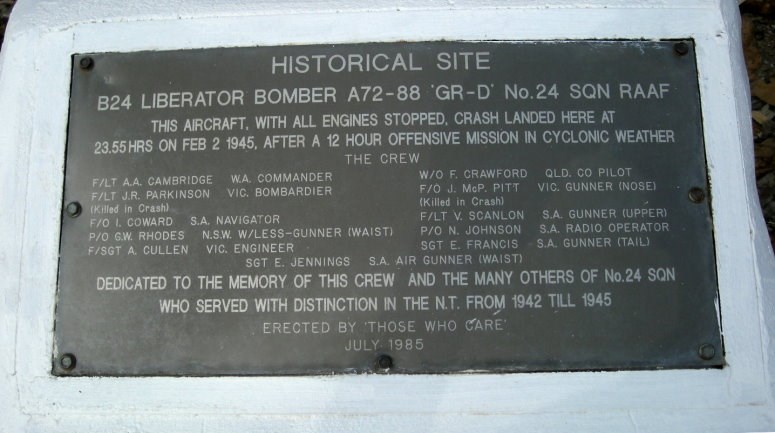 HISTORICAL SITE
B24 LIBERATOR BOMBER A72-88 'GR-D' No.24 SQN RAAF
THIS AIRCRAFT, WITH ALL ENGINES STOPPED, CRASH LANDED HERE AT
23.55HRS ON FEB 2 1945, AFTER A 12 HOUR OFFENSIVE MISSION IN CYCLONIC WEATHER
THE CREW
F/LT A.A. CAMBRIDGE W.A. COMMANDER
F/LT J.R. PARKINSON VIC. BOMBARDIER
(Killed in Crash)
F/O I. COWARD S.A. NAVIGATOR
P/O G.W. RHODES N.S.W. W/LESS-GUNNER (WAIST)
F/SGT A. CULLEN VIC. ENGINEER
W/O F. CRAWFORD QLD. CO PILOT
F/O J. McP. PITT VIC. GUNNER (NOSE)
(Killed in Crash)
F/LT V. SCANLON S.A. GUNNER (UPPER)
P/O N. JOHNSON S.A. RADIO OPERATOR
SGT E. FRANCIS S.A. GUNNER (TAIL)
SGT E. JENNINGS S.A. AIR GUNNER (WAIST)
DEDICATED TO THE MEMORY OF THIS CREW AND THE MANY OTHERS OF No.24 SQN
WHO SERVED WITH DISTINCTION IN THE N.T. FROM 1942 TILL 1945
ERECTED BY 'THOSE WHO CARE'
JULY 1985